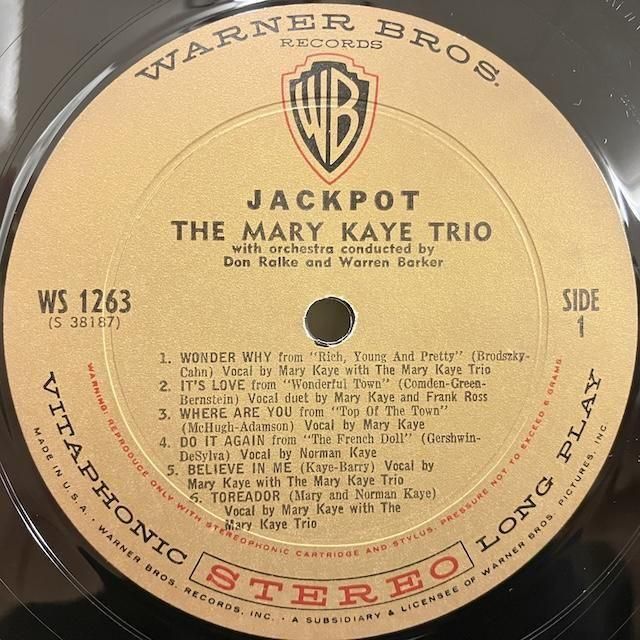 WARNER BROS.
RECORDS
WB
JACKPOT
THE MARY KAYE TRIO
with orchestra conducted by
Don Ralke and Warren Barker
WS 1263
(S 38187)
SIDE
1
1. WONDER WHY from "Rich, Young And Pretty" (Brodszky-
Cahn) Vocal by Mary Kaye with The Mary Kaye Trio
2. IT'S LOVE from "Wonderful Town" (Comden-Green-
Bernstein) Vocal duet by Mary Kaye and Frank Ross
3. WHERE ARE YOU from "Top Of The Town"
(McHugh-Adamson) Vocal by Mary Kaye
4. DO IT AGAIN from "The French Doll" (Gershwin-
DeSylva) Vocal by Norman Kaye
5. BELIEVE IN ME (Kaye-Barry) Vocal by
Mary Kaye with The Mary Kaye Trio
6. TOREADOR (Mary and Norman Kaye)
Vocal by Mary Kaye with The
Mary Kaye Trio
WARNING: REPRODUCE ONLY WITH STEREOPHONIC CARTRIDGE AND STYLUS. PRESSURE NOT TO EXCEED 6 GRAMS.
VITAPHONIC STEREO LONG PLAY
MADE IN U.S.A. • WARNER BROS. RECORDS, INC. • A SUBSIDIARY & LICENSEE OF WARNER BROS. PICTURES, INC.